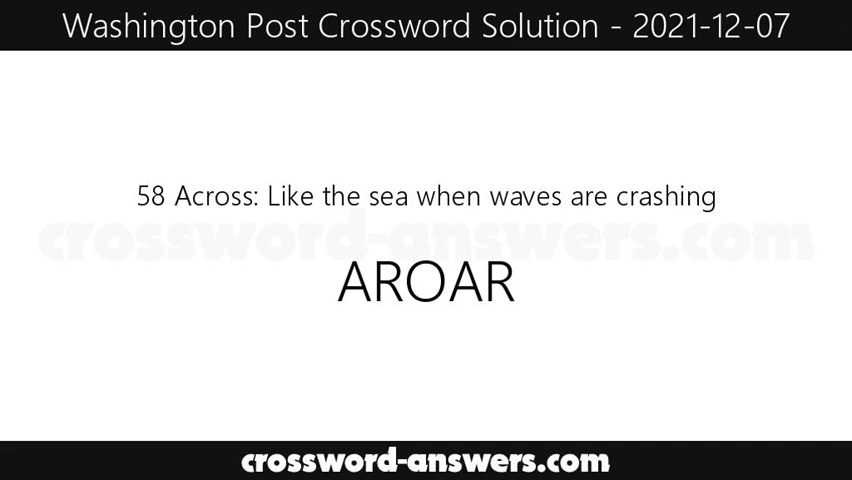 Washington Post Crossword Solution - 2021-12-07
58 Across: Like the sea when waves are crashing
crossword-answers.com
AROAR
crossword-answers.com